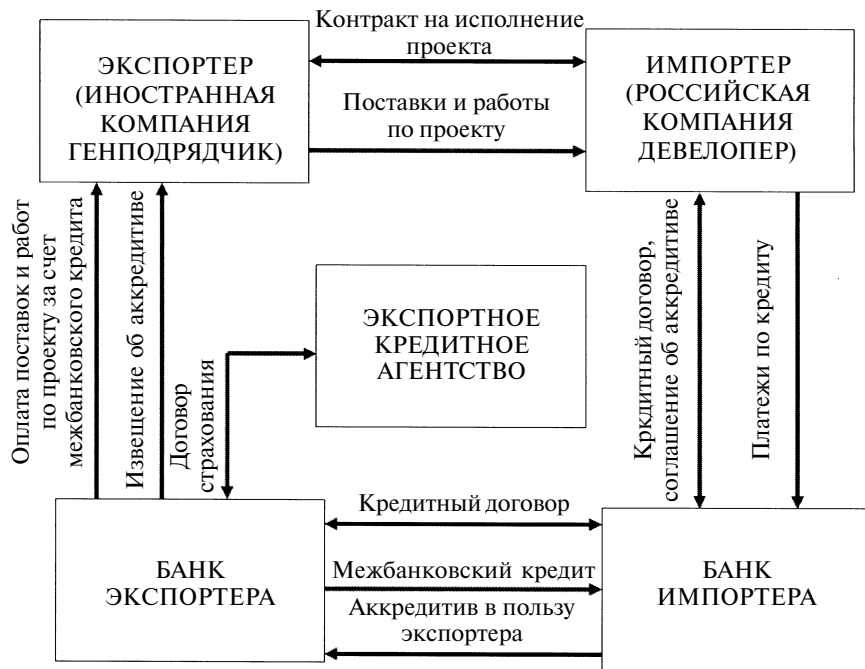 Контракт на исполнение
проекта
ЭКСПОРТЕР
(ИНОСТРАННАЯ
КОМПАНИЯ
ГЕНПОДРЯДЧИК)
ИМПОРТЕР
(РОССИЙСКАЯ
КОМПАНИЯ
ДЕВЕЛОПЕР)
Поставки и работы
по проекту
Оплата поставок и работ
по проекту за счет
межбанковского кредита
Извещение об аккредитиве
Договор
страхования
ЭКСПОРТНОЕ
КРЕДИТНОЕ
АГЕНТСТВО
Кркдитный договор,
соглашение об аккредитиве
Платежи по кредиту
Кредитный договор
БАНК
ЭКСПОРТЕРА
Межбанковский кредит
Аккредитив в пользу
экспортера
БАНК
ИМПОРТЕРА